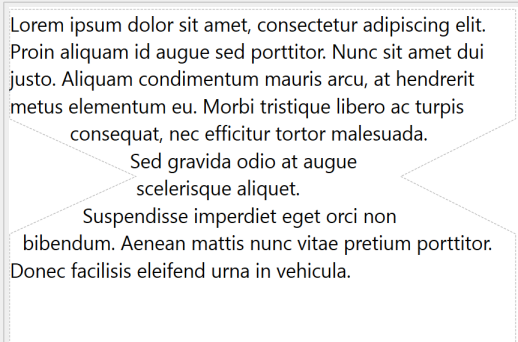 Lorem ipsum dolor sit amet, consectetur adipiscing elit.
Proin aliquam id augue sed porttitor. Nunc sit amet dui
justo. Aliquam condimentum mauris arcu, at hendrerit
metus elementum eu. Morbi tristique libero ac turpis
consequat, nec efficitur tortor malesuada.
Sed gravida odio at augue
scelerisque aliquet.
Suspendisse imperdiet eget orci non
bibendum. Aenean mattis nunc vitae pretium porttitor.
Donec facilisis eleifend urna in vehicula.